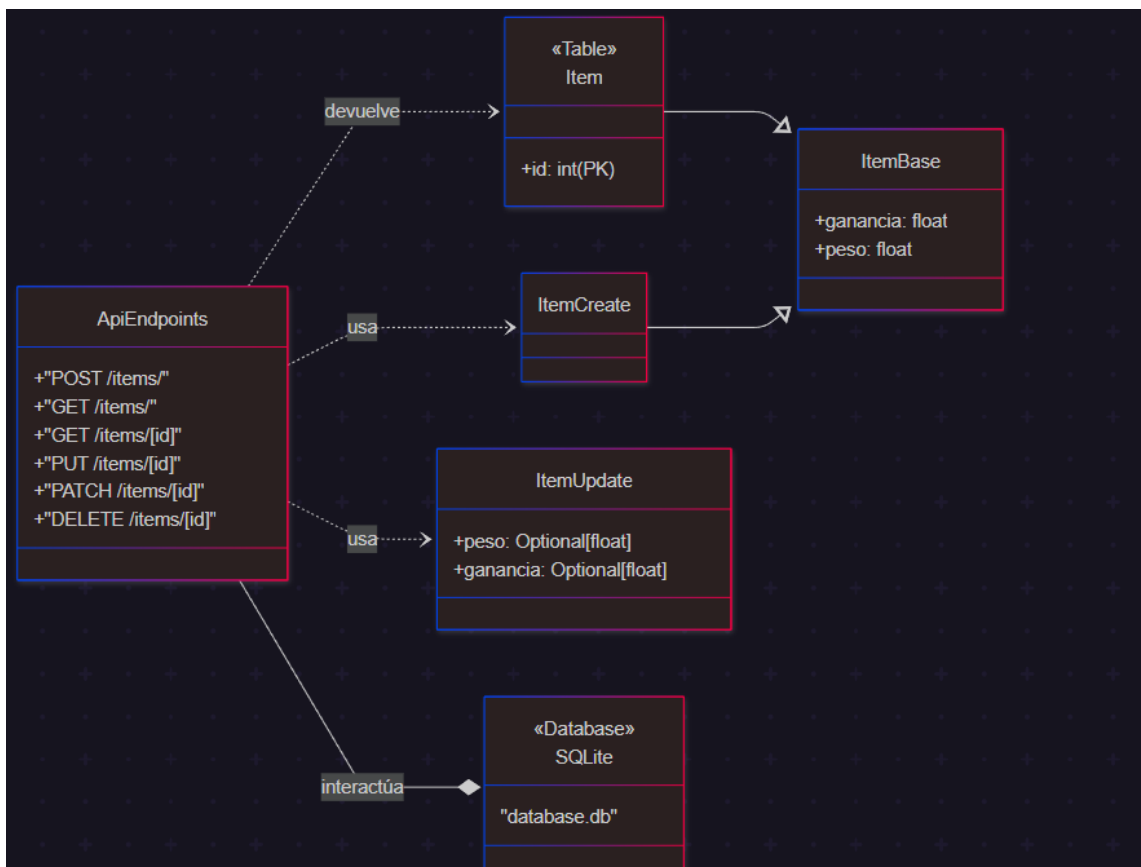 «Table»
Item
+id: int(PK)
devuelve
ItemBase
+ganancia: float
+peso: float
ApiEndpoints
+"POST /items/"
+"GET /items/"
+"GET /items/[id]"
+"PUT /items/[id]"
+"PATCH /items/[id]"
+"DELETE /items/[id]"
usa
ItemCreate
usa
ItemUpdate
+peso: Optional[float]
+ganancia: Optional[float]
interactúa
«Database»
SQLite
"database.db"